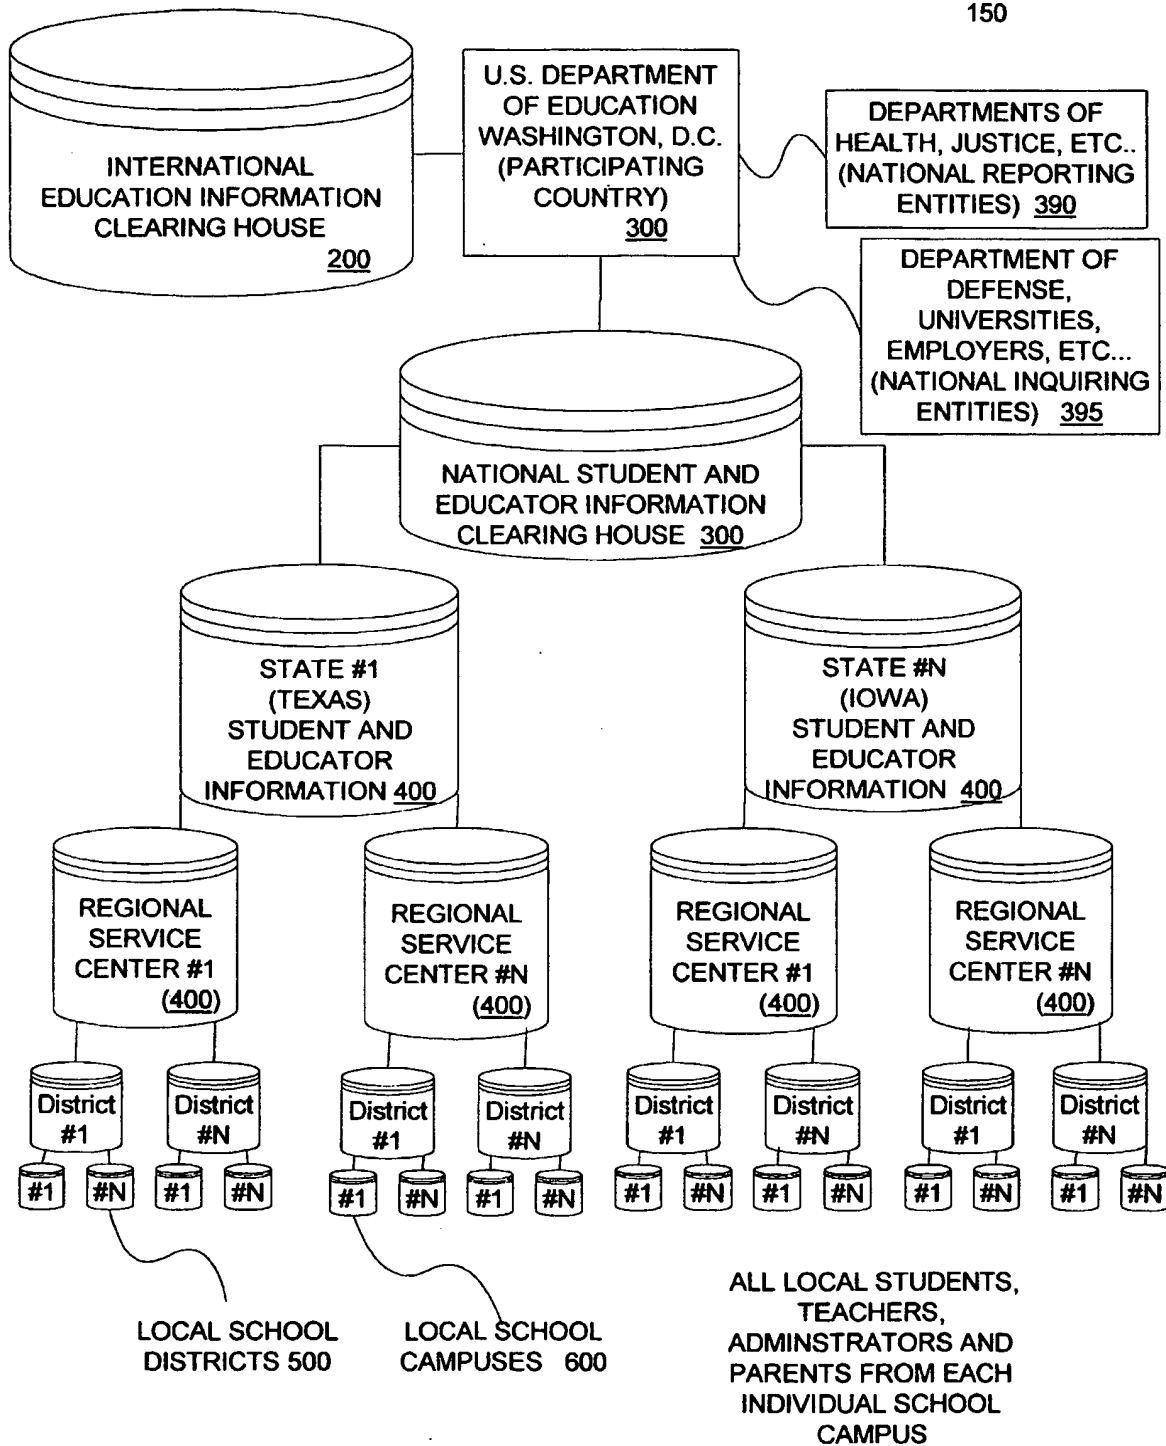 150
INTERNATIONAL
EDUCATION INFORMATION
CLEARING HOUSE
200
U.S. DEPARTMENT
OF EDUCATION
WASHINGTON, D.C.
(PARTICIPATING
COUNTRY)
300
DEPARTMENTS OF
HEALTH, JUSTICE, ETC..
(NATIONAL REPORTING
ENTITIES) 390
DEPARTMENT OF
DEFENSE,
UNIVERSITIES,
EMPLOYERS, ETC...
(NATIONAL INQUIRING
ENTITIES) 395
NATIONAL STUDENT AND
EDUCATOR INFORMATION
CLEARING HOUSE 300
STATE #1
(TEXAS)
STUDENT AND
EDUCATOR
INFORMATION 400
STATE #N
(IOWA)
STUDENT AND
EDUCATOR
INFORMATION 400
REGIONAL
SERVICE
CENTER #1
(400)
REGIONAL
SERVICE
CENTER #N
(400)
REGIONAL
SERVICE
CENTER #1
(400)
REGIONAL
SERVICE
CENTER #N
(400)
District
#1
District
#N
District
#1
District
#N
District
#1
District
#N
District
#1
District
#N
#1 #N #1 #N #1 #N #1 #N #1 #N #1 #N #1 #N #1 #N
LOCAL SCHOOL
DISTRICTS 500
LOCAL SCHOOL
CAMPUSES 600
ALL LOCAL STUDENTS,
TEACHERS,
ADMINSTRATORS AND
PARENTS FROM EACH
INDIVIDUAL SCHOOL
CAMPUS